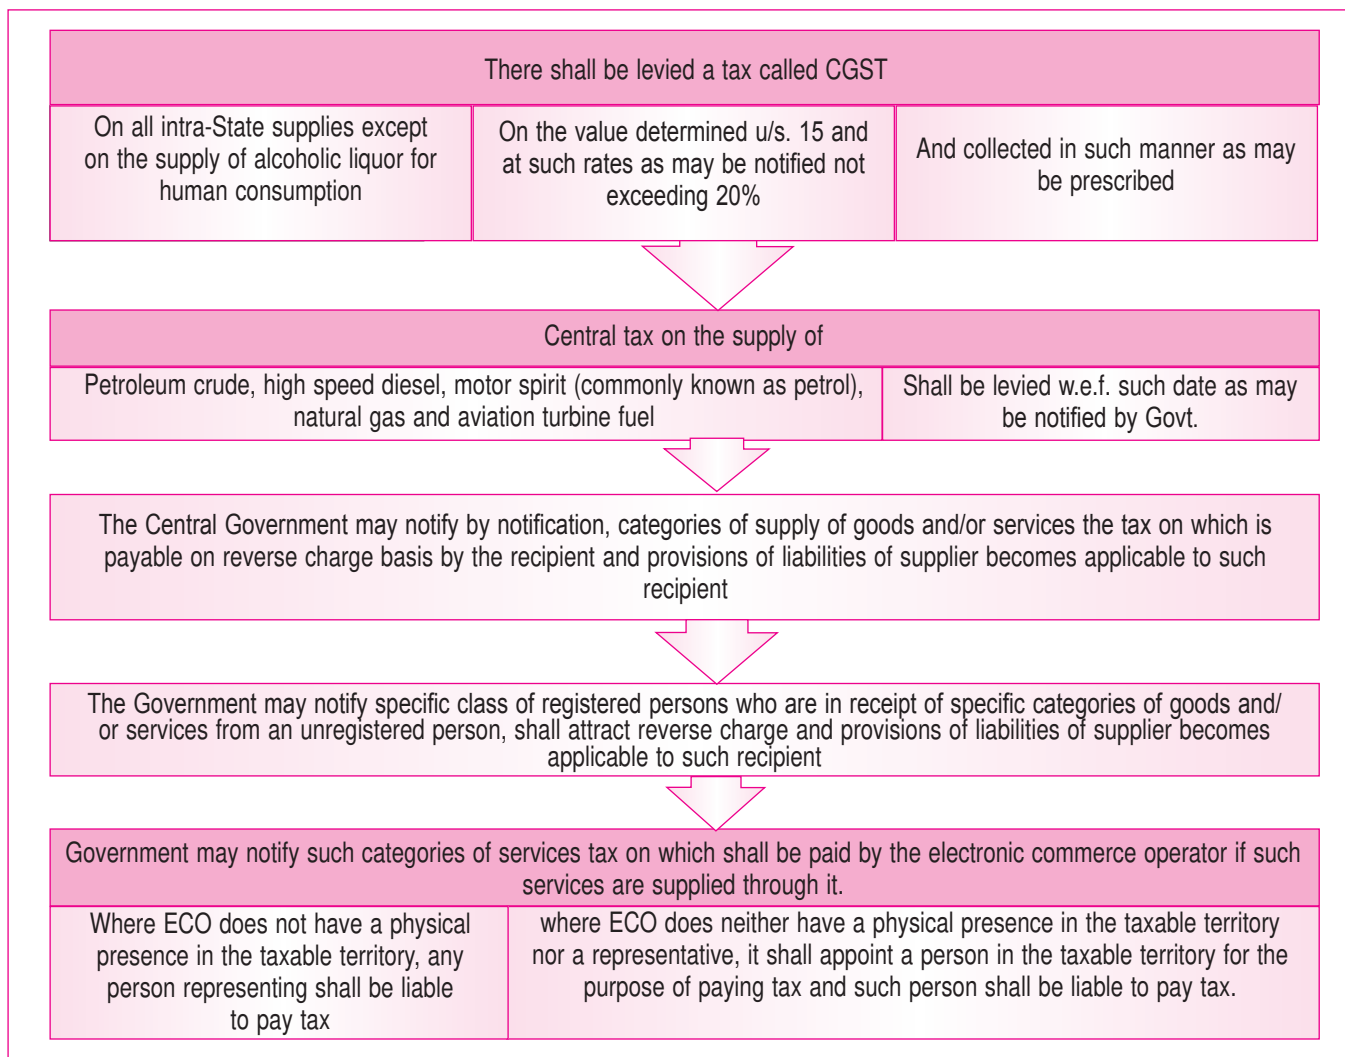 There shall be levied a tax called CGST
On all intra-State supplies except
on the supply of alcoholic liquor for
human consumption
On the value determined u/s. 15 and
at such rates as may be notified not
exceeding 20%
And collected in such manner as may
be prescribed
Central tax on the supply of
Petroleum crude, high speed diesel, motor spirit (commonly known as petrol),
natural gas and aviation turbine fuel
Shall be levied w.e.f. such date as may
be notified by Govt.
The Central Government may notify by notification, categories of supply of goods and/or services the tax on which is
payable on reverse charge basis by the recipient and provisions of liabilities of supplier becomes applicable to such
recipient
The Government may notify specific class of registered persons who are in receipt of specific categories of goods and/
or services from an unregistered person, shall attract reverse charge and provisions of liabilities of supplier becomes
applicable to such recipient
Government may notify such categories of services tax on which shall be paid by the electronic commerce operator if such
services are supplied through it.
Where ECO does not have a physical
presence in the taxable territory, any
person representing shall be liable
to pay tax
where ECO does neither have a physical presence in the taxable territory
nor a representative, it shall appoint a person in the taxable territory for the
purpose of paying tax and such person shall be liable to pay tax.